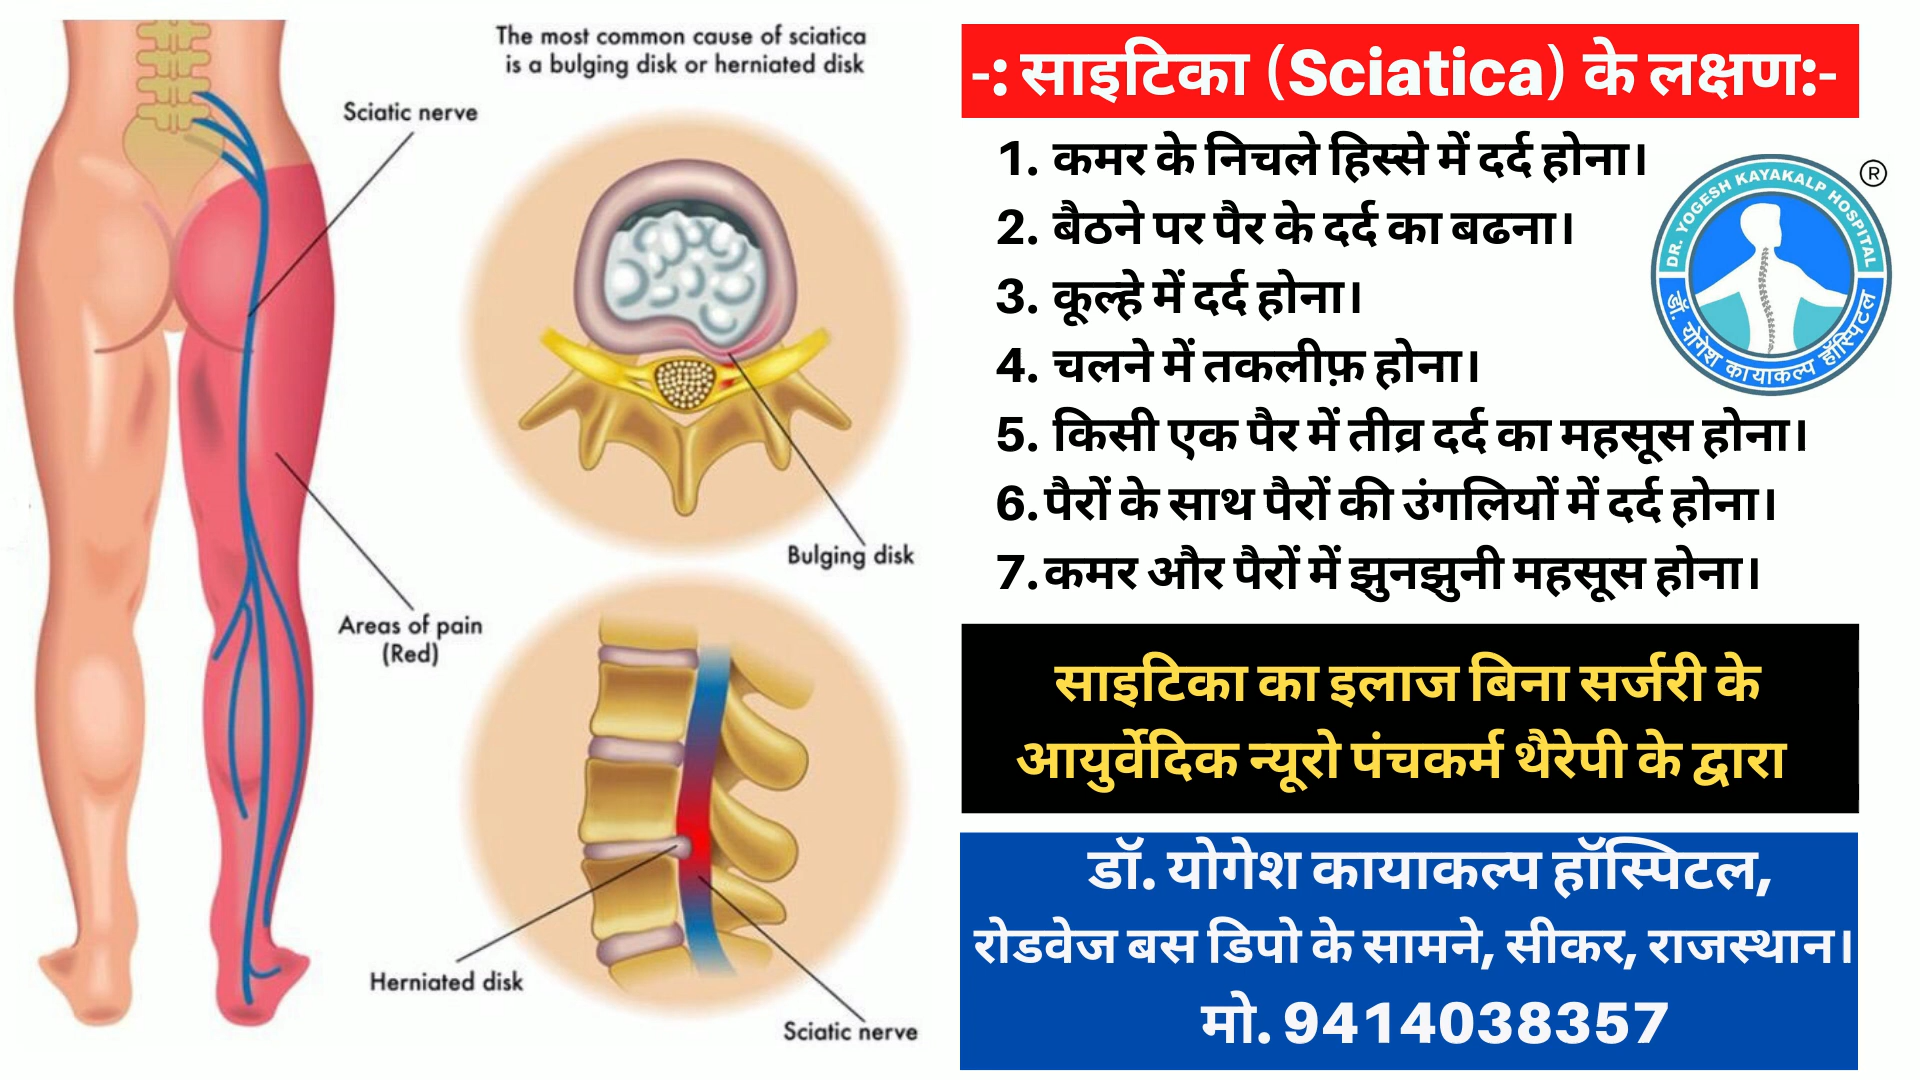 The most common cause of sciatica
is a bulging disk or herniated disk
Sciatic nerve
Bulging disk
Areas of pain
(Red)
Herniated disk
Sciatic nerve
-: साइटिका (Sciatica) के लक्षण:-
1. कमर के निचले हिस्से में दर्द होना।
2. बैठने पर पैर के दर्द का बढना।
3. कूल्हे में दर्द होना।
4. चलने में तकलीफ़ होना।
5. किसी एक पैर में तीव्र दर्द का महसूस होना।
6. पैरों के साथ पैरों की उंगलियों में दर्द होना।
7. कमर और पैरों में झुनझुनी महसूस होना।
DR. YOGESH KAYAKALP HOSPITAL
डॉ. योगेश कायाकल्प हॉस्पिटल
®
साइटिका का इलाज बिना सर्जरी के
आयुर्वेदिक न्यूरो पंचकर्म थैरेपी के द्वारा
डॉ. योगेश कायाकल्प हॉस्पिटल,
रोडवेज बस डिपो के सामने, सीकर, राजस्थान।
मो. 9414038357